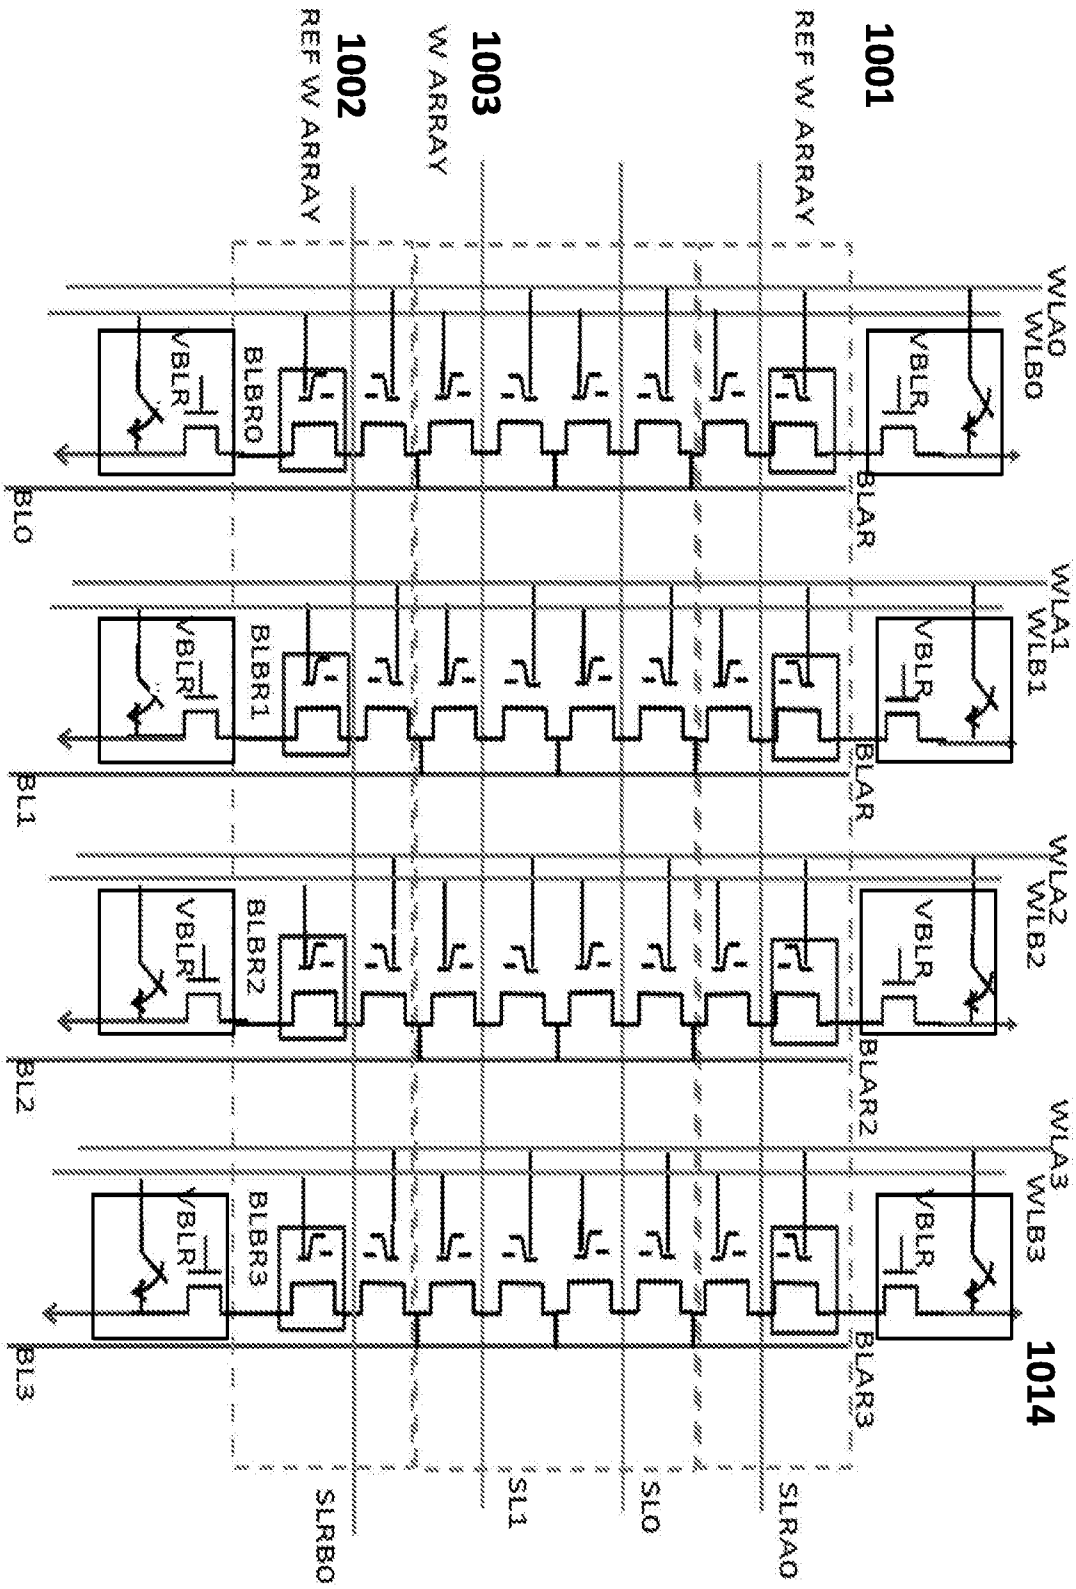 WLA0 WLA1 WLA2 WLA3
WLB0 WLB1 WLB2 WLB3
1014
VBLR VBLR VBLR VBLR
1001
BLAR BLAR BLAR2 BLAR3
REF W ARRAY
SLRA0
SL0
SL1
1003
W ARRAY
1002
SLRB0
REF W ARRAY
BLBR0 BLBR1 BLBR2 BLBR3
VBLR VBLR VBLR VBLR
BL0 BL1 BL2 BL3